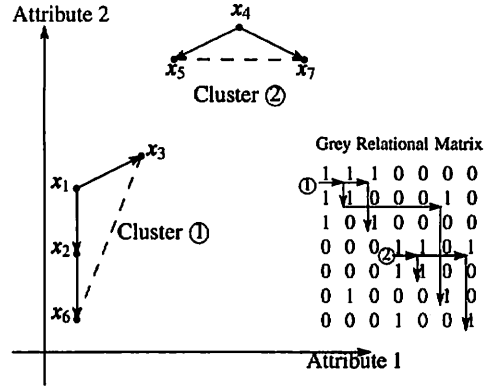 Attribute 2
x4
x5
x7
Cluster ②
x3
x1
Cluster ①
x2
x6
Grey Relational Matrix
1 1 1 0 0 0 0
①
1 1 0 0 0 1 0
1 0 1 0 0 0 0
0 0 0 1 1 0 1
②
0 0 0 1 1 0 0
0 1 0 0 0 1 0
0 0 0 1 0 0 1
Attribute 1